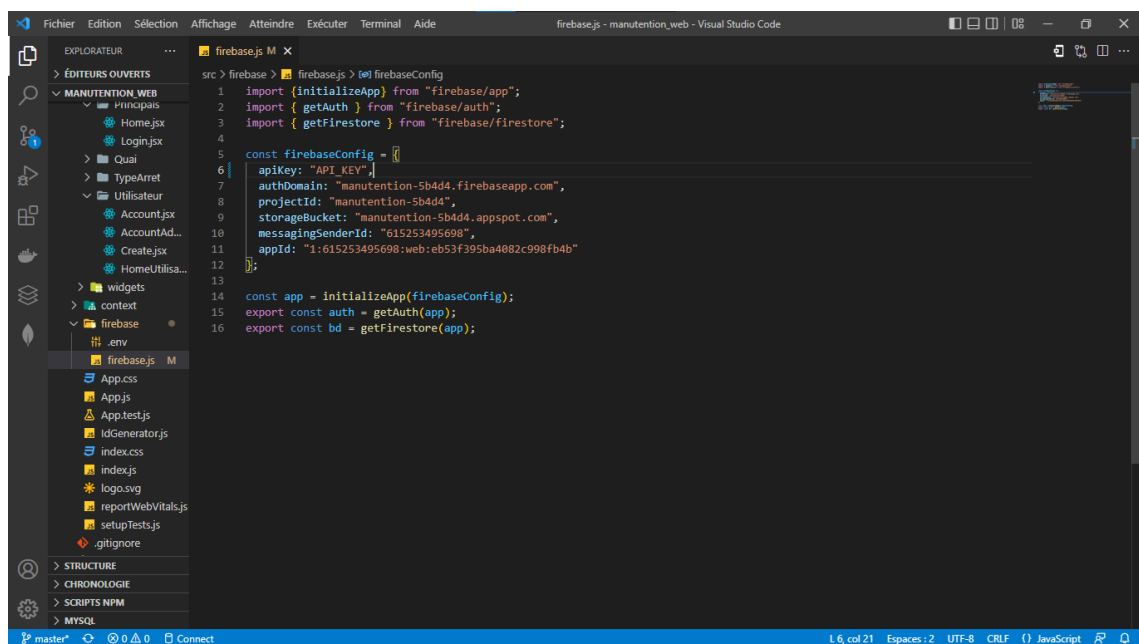 Fichier Edition Sélection Affichage Atteindre Exécuter Terminal Aide firebase.js - manutention_web - Visual Studio Code
EXPLORATEUR
ÉDITEURS OUVERTS
MANUTENTION_WEB
Principais
Home.jsx
Login.jsx
Quai
TypeArret
Utilisateur
Account.jsx
AccountAd...
Create.jsx
HomeUtilisa...
widgets
context
firebase
.env
firebase.js M
App.css
App.js
App.test.js
IdGenerator.js
index.css
index.js
logo.svg
reportWebVitals.js
setupTests.js
.gitignore
STRUCTURE
CHRONOLOGIE
SCRIPTS NPM
MYSQL
1
firebase.js M
src > firebase > firebase.js > firebaseConfig
1 import {initializeApp} from "firebase/app";
2 import { getAuth } from "firebase/auth";
3 import { getFirestore } from "firebase/firestore";
4
5 const firebaseConfig = {
6 apiKey: "API_KEY",
7 authDomain: "manutention-5b4d4.firebaseapp.com",
8 projectId: "manutention-5b4d4",
9 storageBucket: "manutention-5b4d4.appspot.com",
10 messagingSenderId: "615253495698",
11 appId: "1:615253495698:web:eb53f395ba4082c998fb4b"
12 };
13
14 const app = initializeApp(firebaseConfig);
15 export const auth = getAuth(app);
16 export const bd = getFirestore(app);
master* 0 0 Connect L 6, col 21 Espaces : 2 UTF-8 CRLF {} JavaScript